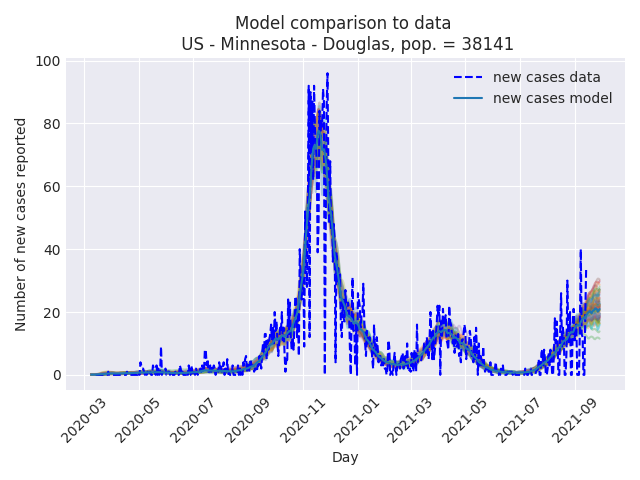 Model comparison to data
US - Minnesota - Douglas, pop. = 38141
Number of new cases reported
100
80
60
40
20
0
new cases data
new cases model
2020-03
2020-05
2020-07
2020-09
2020-11
2021-01
2021-03
2021-05
2021-07
2021-09
Day